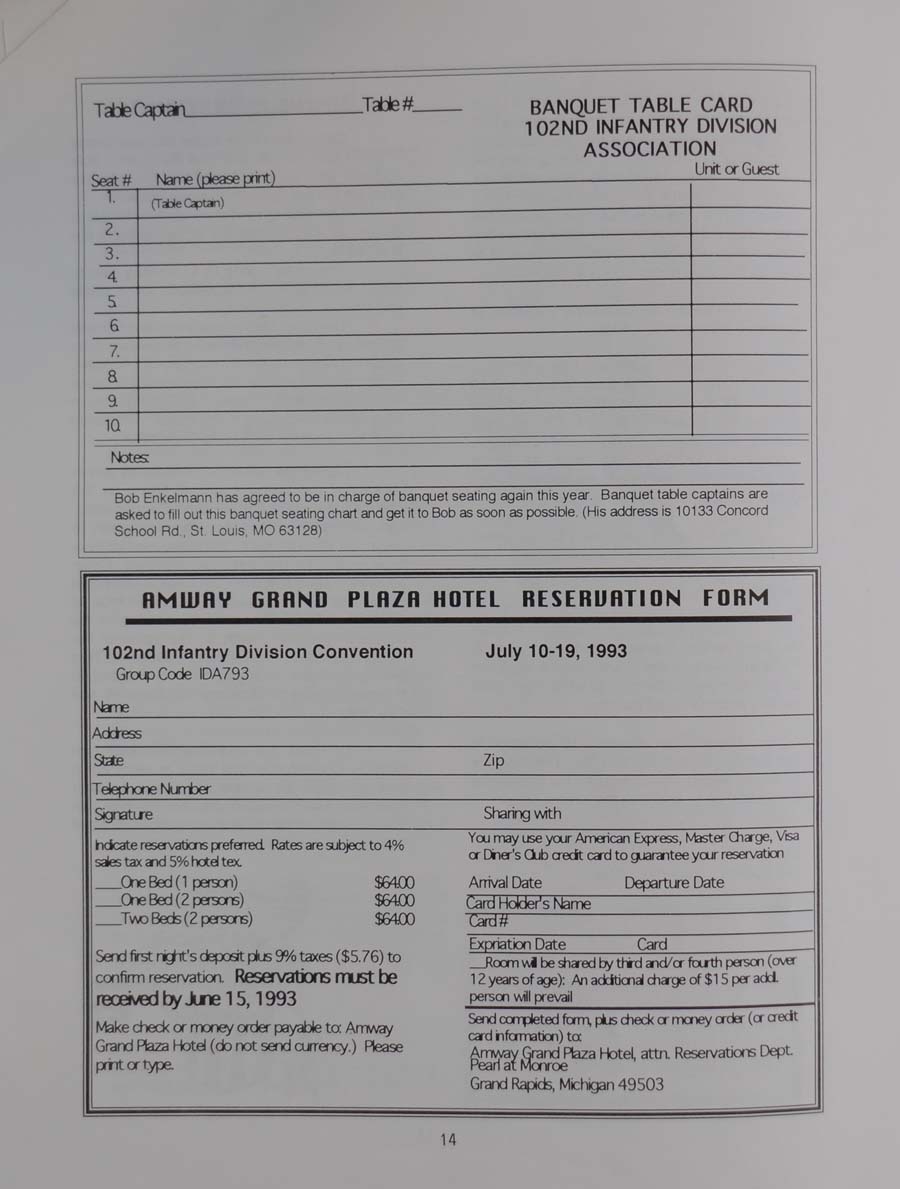 Table Captain____________________ Table #______
BANQUET TABLE CARD
102ND INFANTRY DIVISION
ASSOCIATION
Seat # Name (please print) Unit or Guest
1. (Table Captain)
2.
3.
4.
5.
6.
7.
8.
9.
10.
Notes:
Bob Enkelmann has agreed to be in charge of banquet seating again this year. Banquet table captains are
asked to fill out this banquet seating chart and get it to Bob as soon as possible. (His address is 10133 Concord
School Rd., St. Louis, MO 63128)
AMWAY GRAND PLAZA HOTEL RESERVATION FORM
102nd Infantry Division Convention July 10-19, 1993
Group Code IDA793
Name
Address
State Zip
Telephone Number
Signature Sharing with
Indicate reservations preferred. Rates are subject to 4%
sales tax and 5% hotel tex.
___One Bed (1 person) $64.00
___One Bed (2 persons) $64.00
___Two Beds (2 persons) $64.00
Send first night's deposit plus 9% taxes ($5.76) to
confirm reservation. Reservations must be
received by June 15, 1993
Make check or money order payable to: Amway
Grand Plaza Hotel (do not send currency.) Please
print or type.
You may use your American Express, Master Charge, Visa
or Diner's Club credit card to guarantee your reservation
Arrival Date Departure Date
Card Holder's Name
Card #
Expriation Date Card
__Room will be shared by third and/or fourth person (over
12 years of age): An additional charge of $15 per addl.
person will prevail
Send completed form, plus check or money order (or credit
card information) to:
Amway Grand Plaza Hotel, attn. Reservations Dept.
Pearl at Monroe
Grand Rapids, Michigan 49503
14